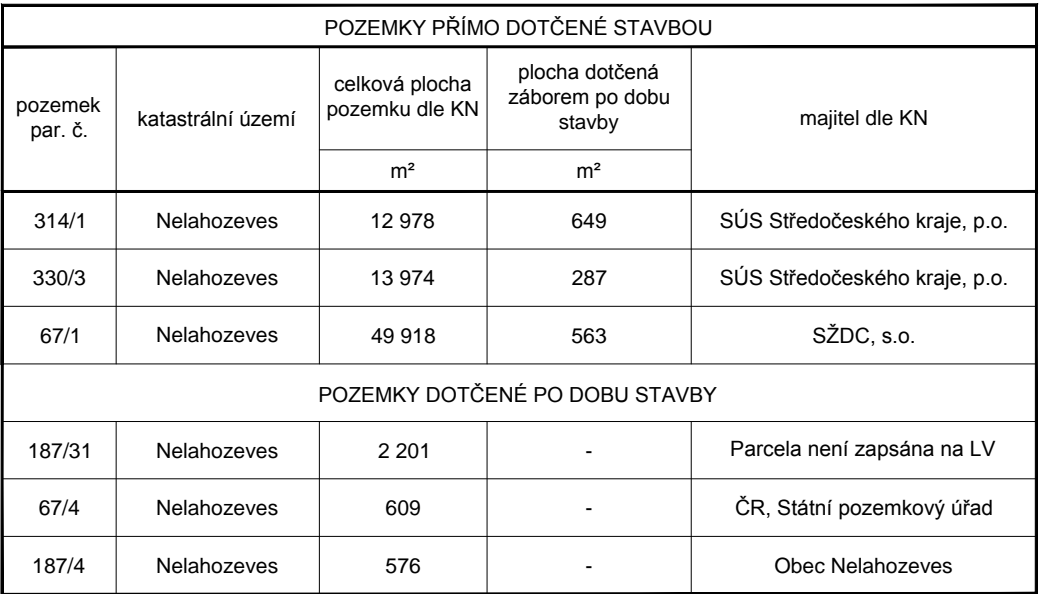 POZEMKY PŘÍMO DOTČENÉ STAVBOU
pozemek
par. č.
katastrální území
celková plocha
pozemku dle KN
plocha dotčená
záborem po dobu
stavby
majitel dle KN
m²
m²
314/1 Nelahozeves 12 978 649 SÚS Středočeského kraje, p.o.
330/3 Nelahozeves 13 974 287 SÚS Středočeského kraje, p.o.
67/1 Nelahozeves 49 918 563 SŽDC, s.o.
POZEMKY DOTČENÉ PO DOBU STAVBY
187/31 Nelahozeves 2 201 - Parcela není zapsána na LV
67/4 Nelahozeves 609 - ČR, Státní pozemkový úřad
187/4 Nelahozeves 576 - Obec Nelahozeves